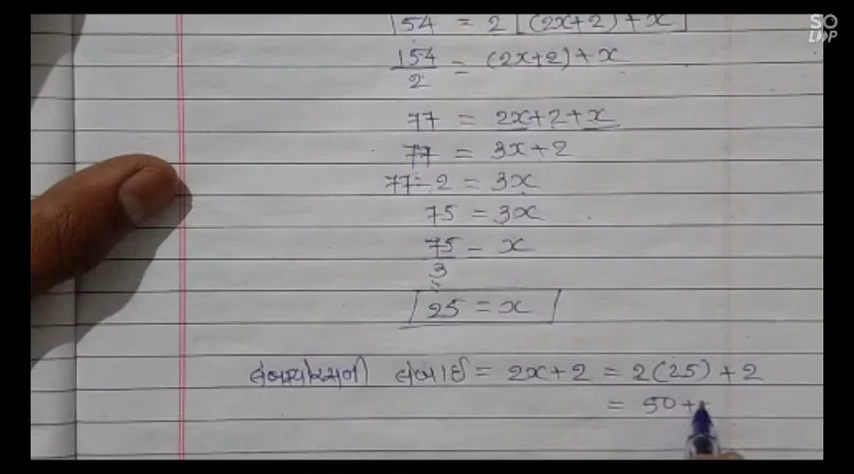 SO LOOP
154 = 2 [(2x+2) + x]
154/2 = (2x+2) + x
77 = 2x+2+x
77 = 3x+2
77-2 = 3x
75 = 3x
75/3 = x
25 = x
લંબચોરસની લંબાઈ = 2x+2 = 2(25) + 2
= 50 +